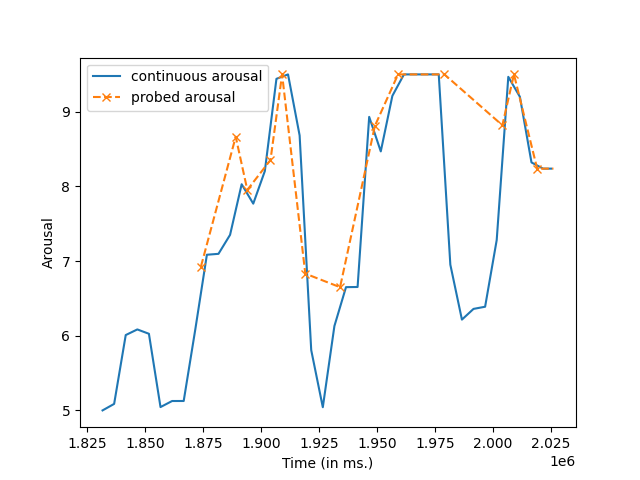 continuous arousal
probed arousal
Arousal
9
8
7
6
5
1.825 1.850 1.875 1.900 1.925 1.950 1.975 2.000 2.025
Time (in ms.)
1e6